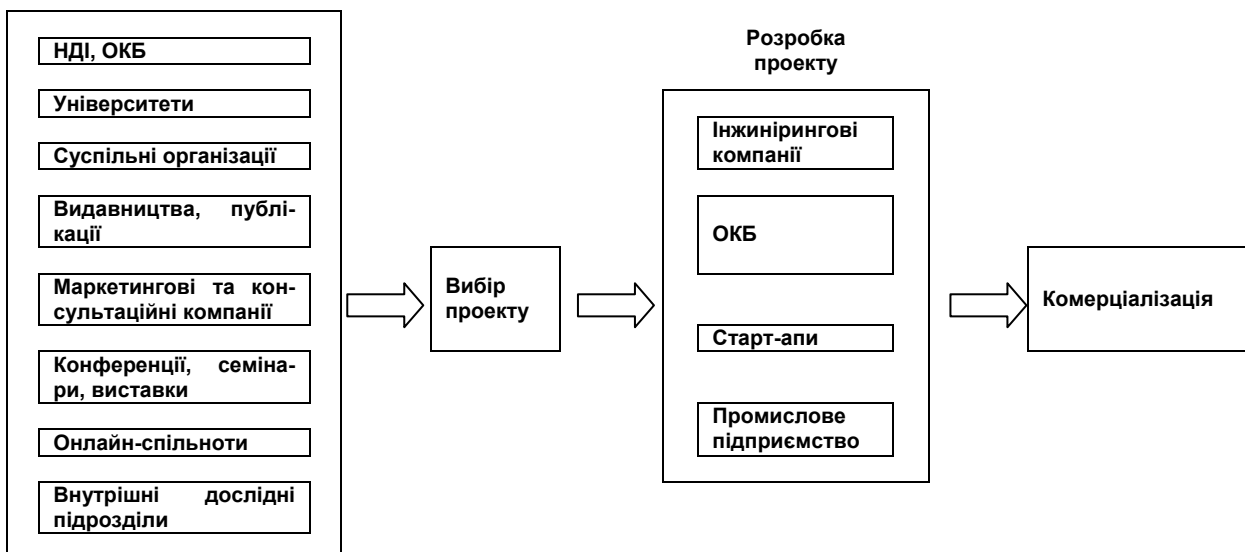 НДІ, ОКБ
Університети
Суспільні організації
Видавництва, публі-
кації
Маркетингові та кон-
сультаційні компанії
Конференції, семіна-
ри, виставки
Онлайн-спільноти
Внутрішні дослідні
підрозділи
Вибір
проекту
Розробка
проекту
Інжинірингові
компанії
ОКБ
Старт-апи
Промислове
підприємство
Комерціалізація